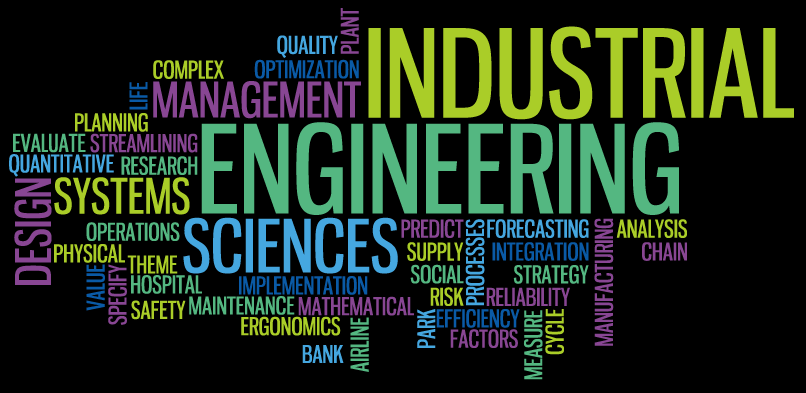 PLANT
QUALITY
INDUSTRIAL
COMPLEX
OPTIMIZATION
LIFE
MANAGEMENT
PLANNING
ENGINEERING
EVALUATE
STREAMLINING
QUANTITATIVE
RESEARCH
SYSTEMS
DESIGN
OPERATIONS
SCIENCES
PREDICT
PROCESSES
FORECASTING
MANUFACTURING
ANALYSIS
PHYSICAL
SUPPLY
INTEGRATION
CHAIN
THEME
VALUE
SPECIFY
HOSPITAL
IMPLEMENTATION
SOCIAL
STRATEGY
SAFETY
MAINTENANCE
MATHEMATICAL
RISK
RELIABILITY
ERGONOMICS
AIRLINE
PARK
EFFICIENCY
MEASURE
CYCLE
FACTORS
BANK